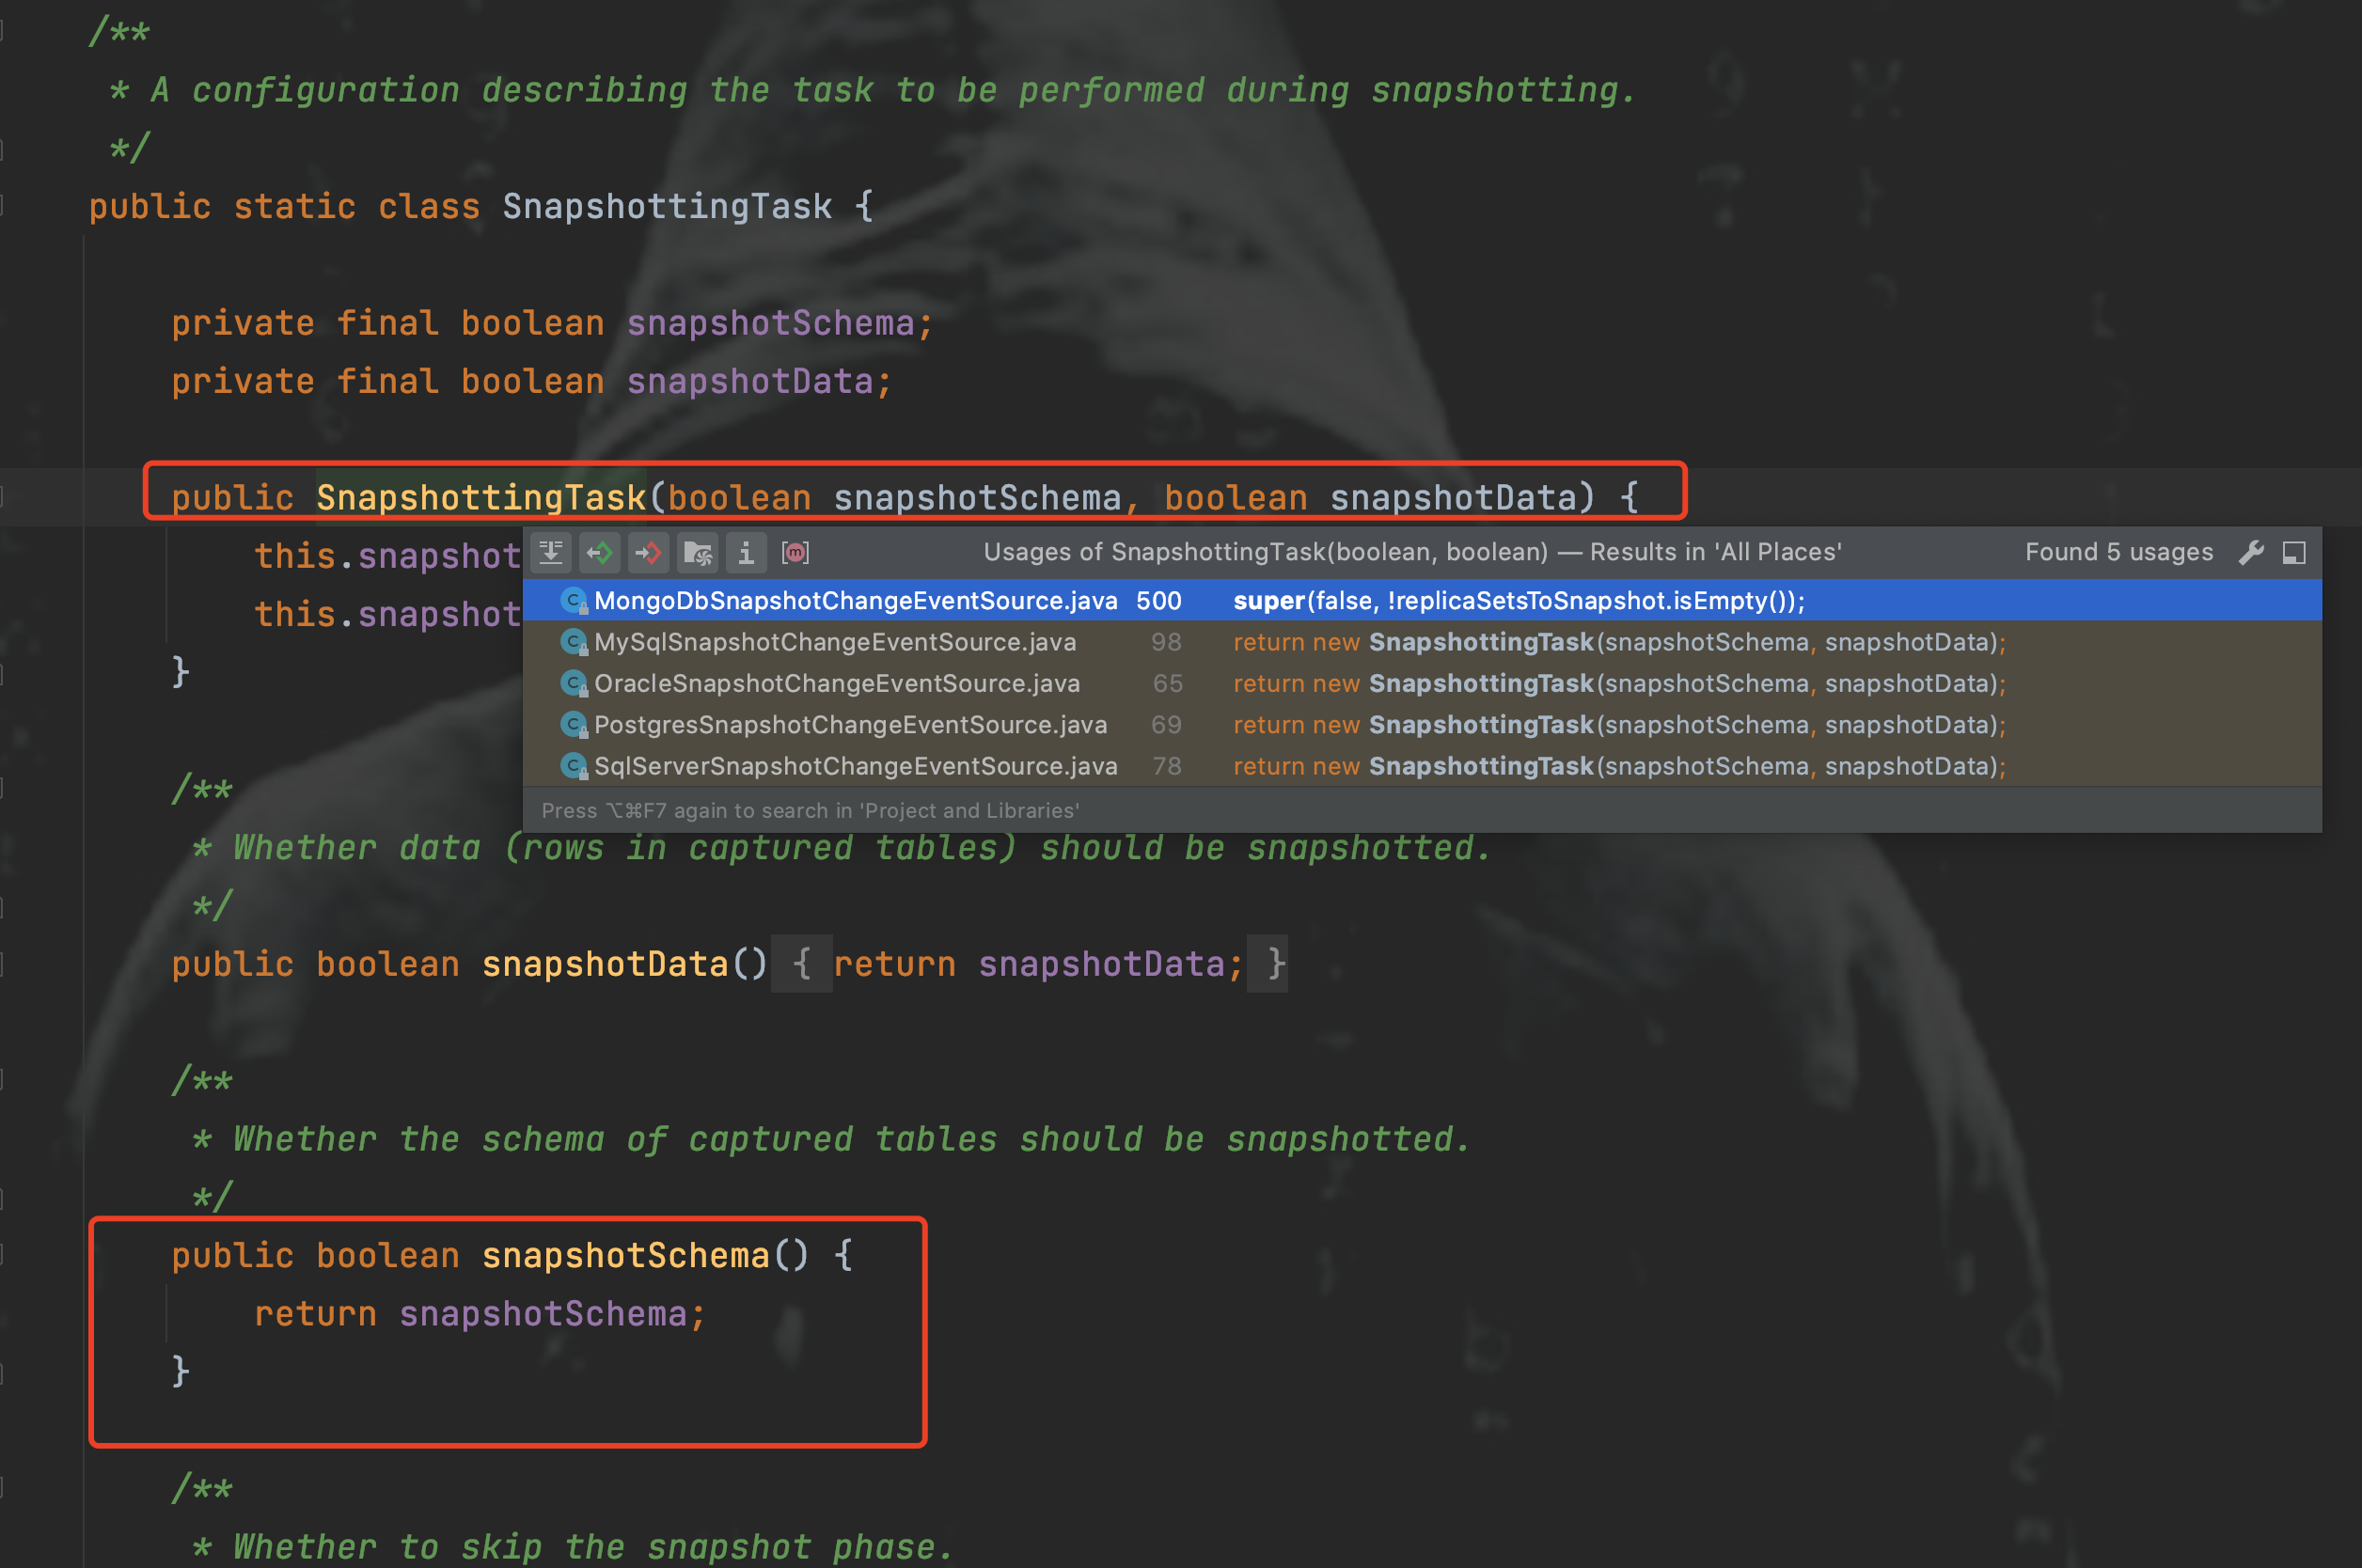 /**
* A configuration describing the task to be performed during snapshotting.
*/
public static class SnapshottingTask {
private final boolean snapshotSchema;
private final boolean snapshotData;
public SnapshottingTask(boolean snapshotSchema, boolean snapshotData) {
this.snapshot
this.snapshot
}
Usages of SnapshottingTask(boolean, boolean) — Results in 'All Places' Found 5 usages
MongoDbSnapshotChangeEventSource.java 500 super(false, !replicaSetsToSnapshot.isEmpty());
MySqlSnapshotChangeEventSource.java 98 return new SnapshottingTask(snapshotSchema, snapshotData);
OracleSnapshotChangeEventSource.java 65 return new SnapshottingTask(snapshotSchema, snapshotData);
PostgresSnapshotChangeEventSource.java 69 return new SnapshottingTask(snapshotSchema, snapshotData);
SqlServerSnapshotChangeEventSource.java 78 return new SnapshottingTask(snapshotSchema, snapshotData);
Press ⌥⌘F7 again to search in 'Project and Libraries'
/**
* Whether data (rows in captured tables) should be snapshotted.
*/
public boolean snapshotData() { return snapshotData; }
/**
* Whether the schema of captured tables should be snapshotted.
*/
public boolean snapshotSchema() {
return snapshotSchema;
}
/**
* Whether to skip the snapshot phase.